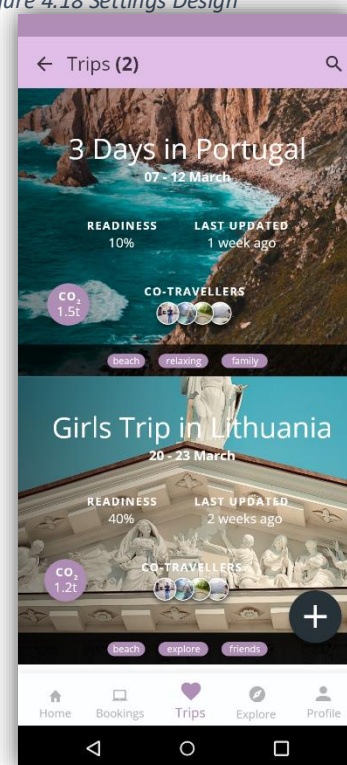 Figure 4.18 Settings Design
Trips (2)
3 Days in Portugal
07 - 12 March
READINESS LAST UPDATED
10% 1 week ago
CO-TRAVELLERS
CO2
1.5t
beach relaxing family
Girls Trip in Lithuania
20 - 23 March
READINESS LAST UPDATED
40% 2 weeks ago
CO-TRAVELLERS
CO2
1.2t
beach explore friends
Home Bookings Trips Explore Profile